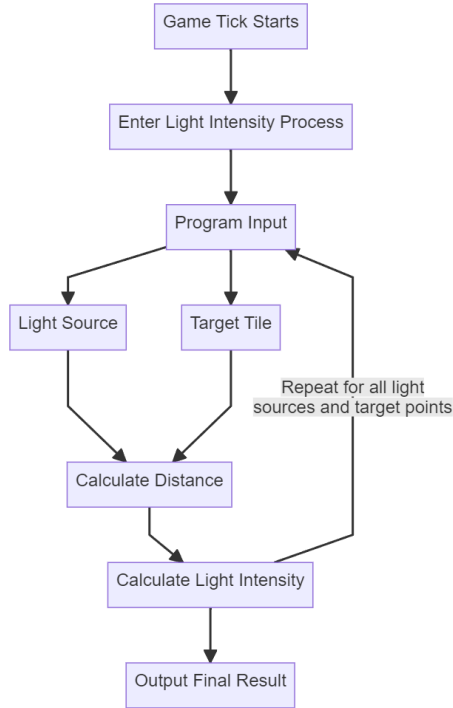 Game Tick Starts
Enter Light Intensity Process
Program Input
Light Source
Target Tile
Repeat for all light
sources and target points
Calculate Distance
Calculate Light Intensity
Output Final Result